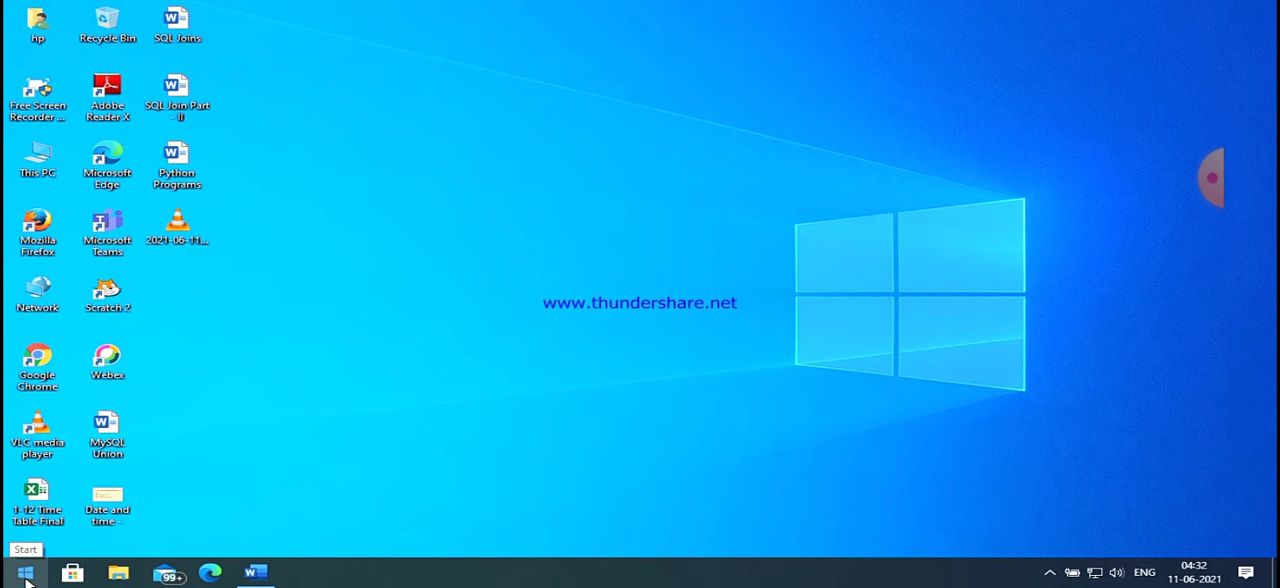 hp
Recycle Bin
SQL Joins
Free Screen
Recorder ...
Adobe
Reader X
SQL Join Part
- II
This PC
Microsoft
Edge
Python
Programs
Mozilla
Firefox
Microsoft
Teams
2021-06-11...
Network
Scratch 2
www.thundershare.net
Google
Chrome
Webex
VLC media
player
MySQL
Union
1-12 Time
Table Final
Date and
time -
Start
99+
ENG
04:32
11-06-2021